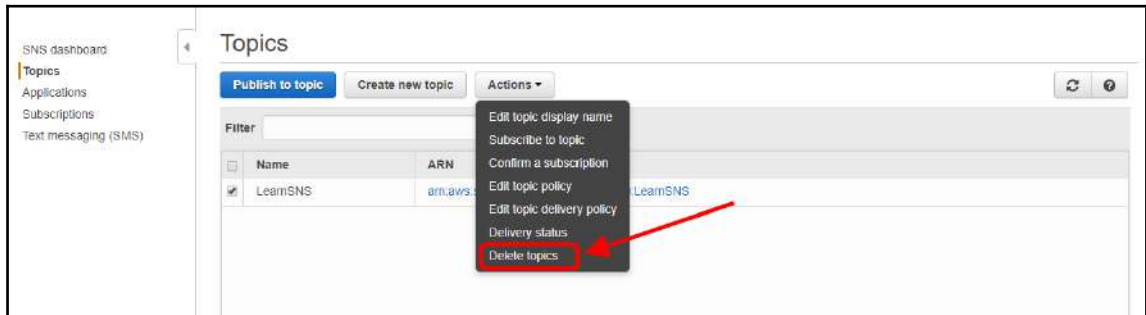 SNS dashboard
Topics
Applications
Subscriptions
Text messaging (SMS)
Topics
Publish to topic Create new topic Actions
Filter
Edit topic display name
Subscribe to topic
Confirm a subscription
Edit topic policy
Edit topic delivery policy
Delivery status
Delete topics
Name ARN
LearnSNS arn:aws: LearnSNS